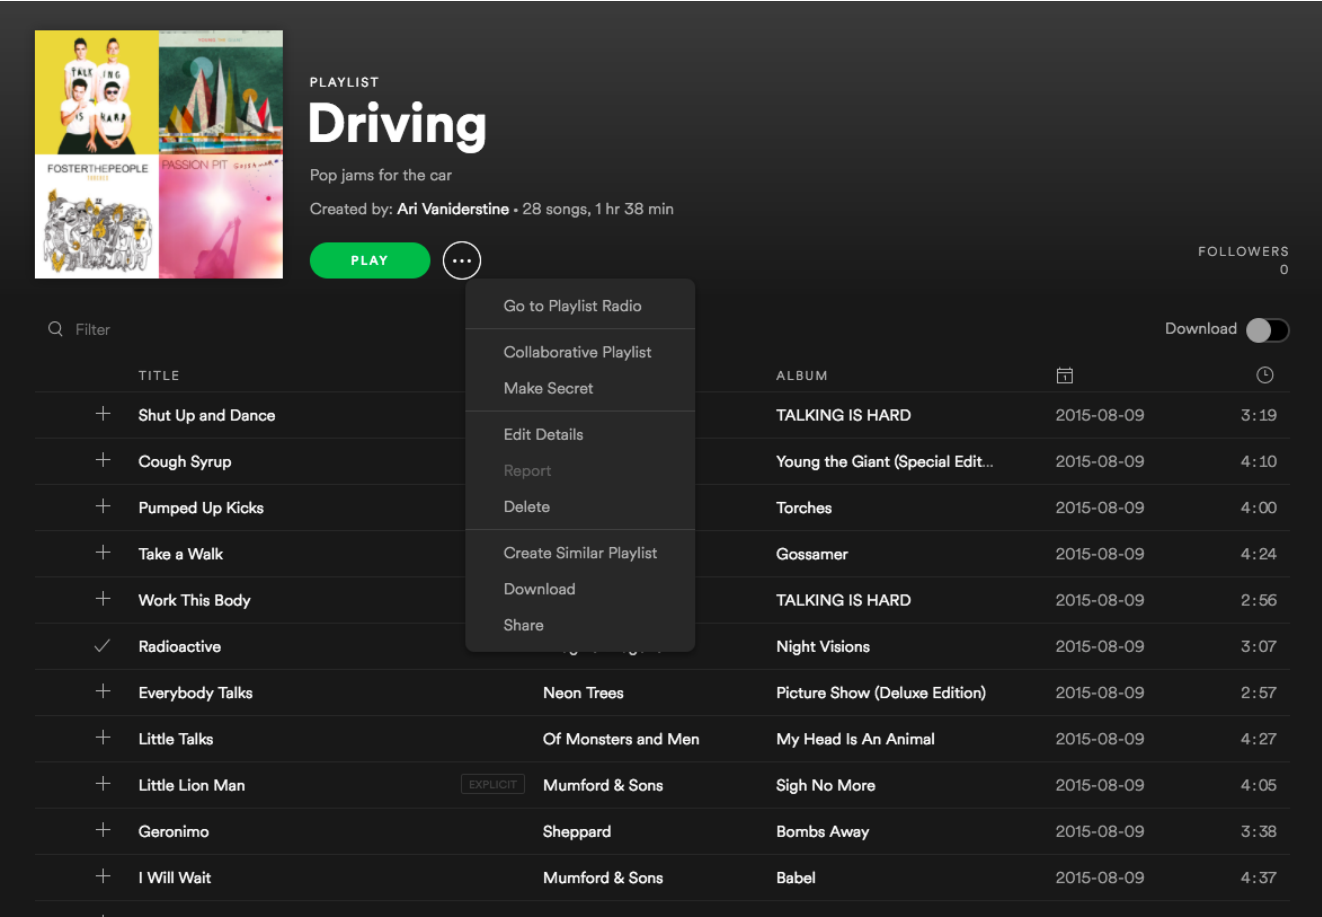 TALK ING
IS HARD
FOSTERTHEPEOPLE
TORCHES
PASSION PIT GOSSAMER
PLAYLIST
Driving
Pop jams for the car
Created by: Ari Vaniderstine • 28 songs, 1 hr 38 min
PLAY
FOLLOWERS
0
Go to Playlist Radio
Collaborative Playlist
Make Secret
Edit Details
Report
Delete
Create Similar Playlist
Download
Share
Filter
Download
TITLE ALBUM
Shut Up and Dance TALKING IS HARD 2015-08-09 3:19
Cough Syrup Young the Giant (Special Edit... 2015-08-09 4:10
Pumped Up Kicks Torches 2015-08-09 4:00
Take a Walk Gossamer 2015-08-09 4:24
Work This Body TALKING IS HARD 2015-08-09 2:56
Radioactive Night Visions 2015-08-09 3:07
Everybody Talks Neon Trees Picture Show (Deluxe Edition) 2015-08-09 2:57
Little Talks Of Monsters and Men My Head Is An Animal 2015-08-09 4:27
Little Lion Man EXPLICIT Mumford & Sons Sigh No More 2015-08-09 4:05
Geronimo Sheppard Bombs Away 2015-08-09 3:38
I Will Wait Mumford & Sons Babel 2015-08-09 4:37